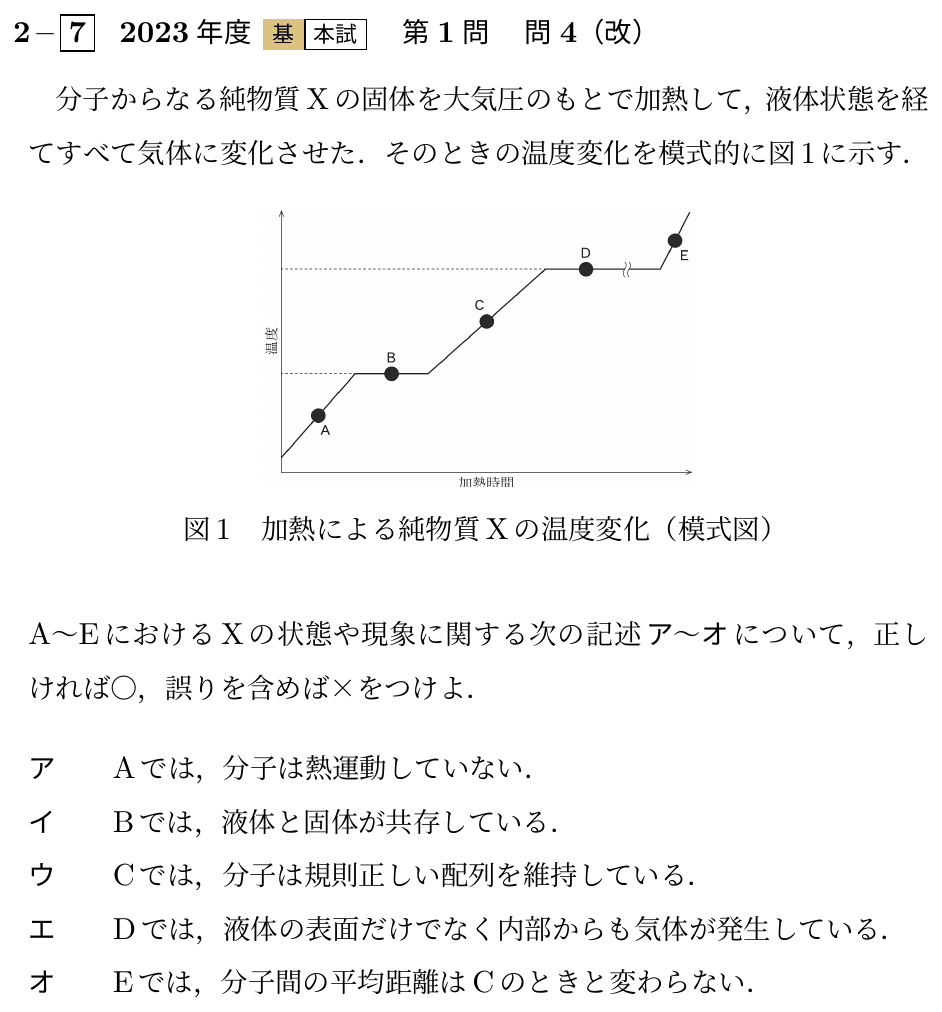 2－7 2023年度 基 本試 第1問 問4（改）
分子からなる純物質Xの固体を大気圧のもとで加熱して，液体状態を経
てすべて気体に変化させた．そのときの温度変化を模式的に図1に示す．
D
E
C
温度
B
A
加熱時間
図1 加熱による純物質Xの温度変化（模式図）
A～EにおけるXの状態や現象に関する次の記述ア～オについて，正し
ければ○，誤りを含めば×をつけよ．
ア Aでは，分子は熱運動していない．
イ Bでは，液体と固体が共存している．
ウ Cでは，分子は規則正しい配列を維持している．
エ Dでは，液体の表面だけでなく内部からも気体が発生している．
オ Eでは，分子間の平均距離はCのときと変わらない．